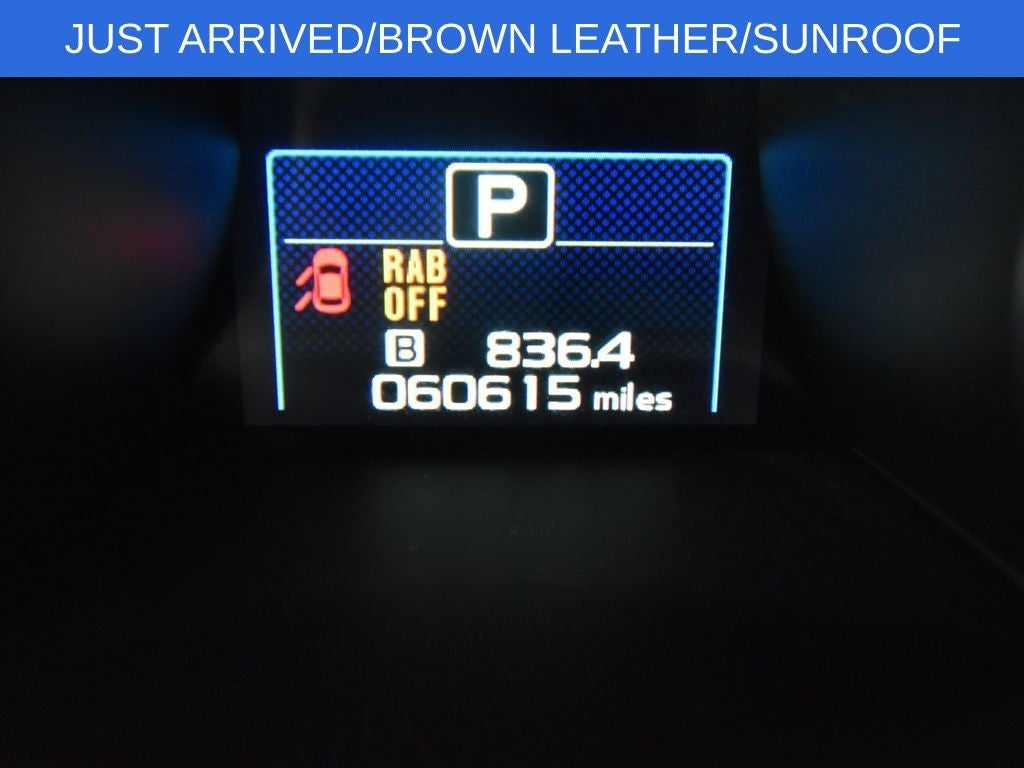 JUST ARRIVED/BROWN LEATHER/SUNROOF
P
RAB
OFF
B 836.4
060615 miles